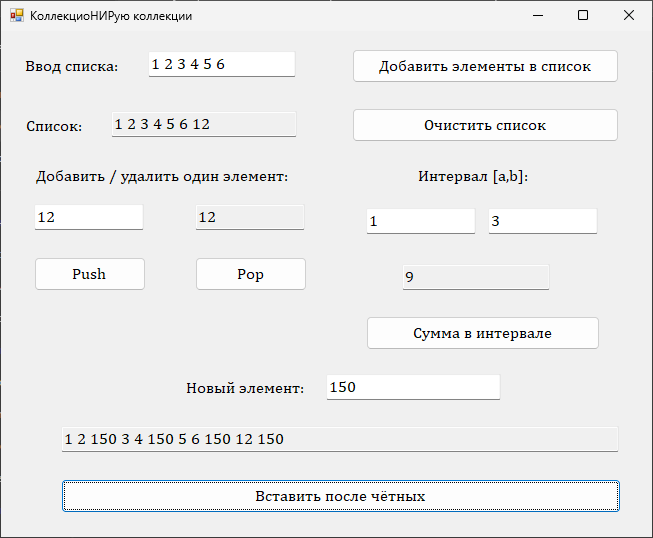 КоллекциоНИРую коллекции
Ввод списка: 1 2 3 4 5 6 Добавить элементы в список
Список: 1 2 3 4 5 6 12 Очистить список
Добавить / удалить один элемент: Интервал [a,b]:
12 12 1 3
Push Pop 9
Сумма в интервале
Новый элемент: 150
1 2 150 3 4 150 5 6 150 12 150
Вставить после чётных